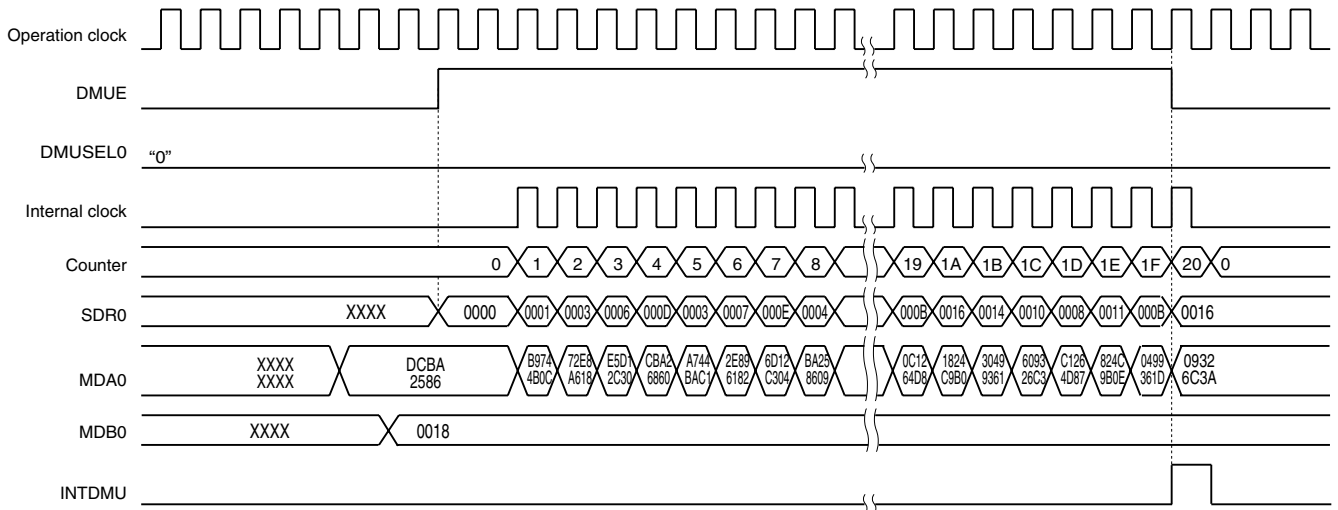 Operation clock
DMUE
DMUSEL0 “0”
Internal clock
Counter 0 1 2 3 4 5 6 7 8 19 1A 1B 1C 1D 1E 1F 20 0
SDR0 XXXX 0000 0001 0003 0006 000D 0003 0007 000E 0004 000B 0016 0014 0010 0008 0011 000B 0016
XXXX DCBA B974 72E8 E5D1 CBA2 A744 2E89 6D12 BA25 0C12 1824 3049 6093 C126 824C 0499 0932
MDA0 XXXX 2586 4B0C A618 2C30 6860 BAC1 6182 C304 8609 64D8 C9B0 9361 26C3 4D87 9B0E 361D 6C3A
MDB0 XXXX 0018
INTDMU